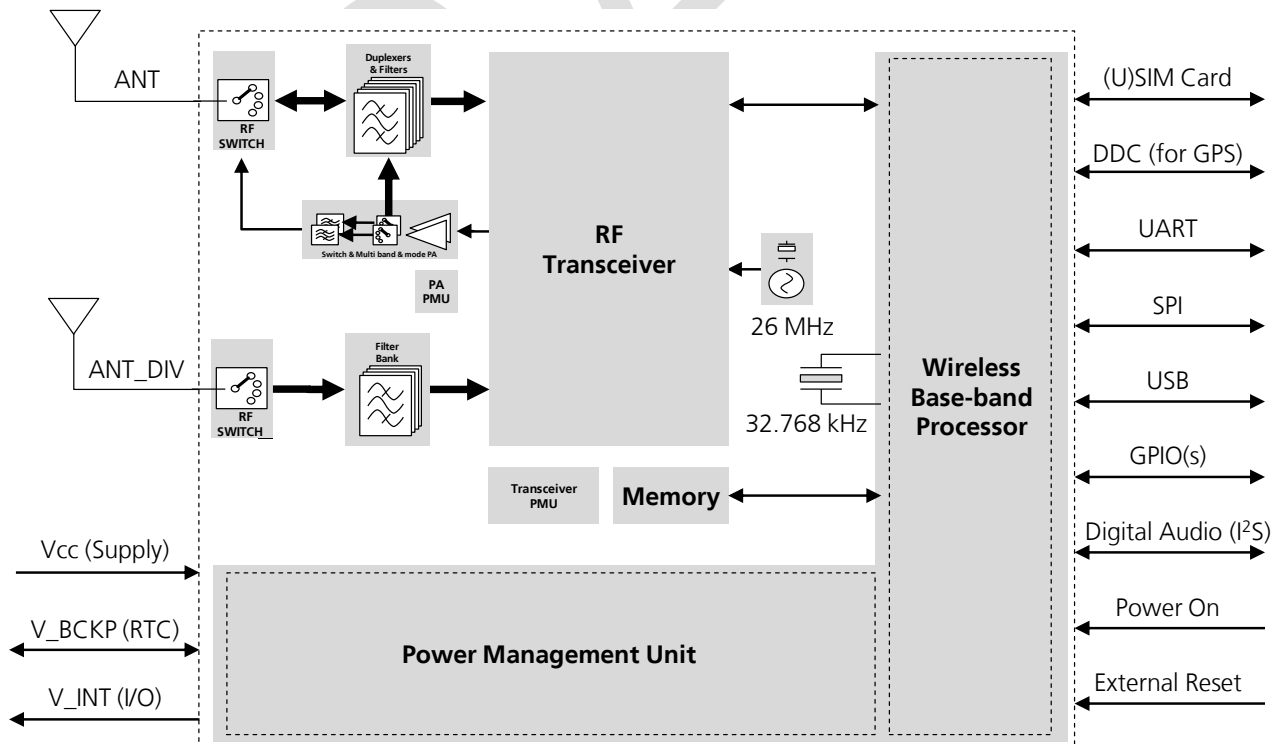 Duplexers
& Filters
ANT
(U)SIM Card
RF
SWITCH
DDC (for GPS)
RF
Transceiver
UART
Switch & Multi band & mode PA
PA
PMU
26 MHz
SPI
ANT_DIV
Filter
Bank
Wireless
Base-band
Processor
USB
RF
SWITCH_
32.768 kHz
GPIO(s)
Transceiver
PMU
Memory
Digital Audio (I²S)
Vcc (Supply)
Power On
V_BCKP (RTC)
Power Management Unit
External Reset
V_INT (I/O)